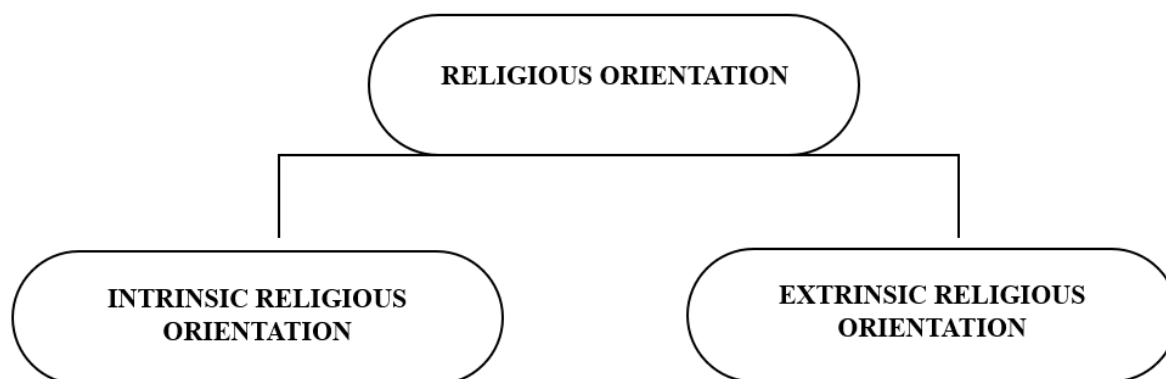 RELIGIOUS ORIENTATION
INTRINSIC RELIGIOUS
ORIENTATION
EXTRINSIC RELIGIOUS
ORIENTATION